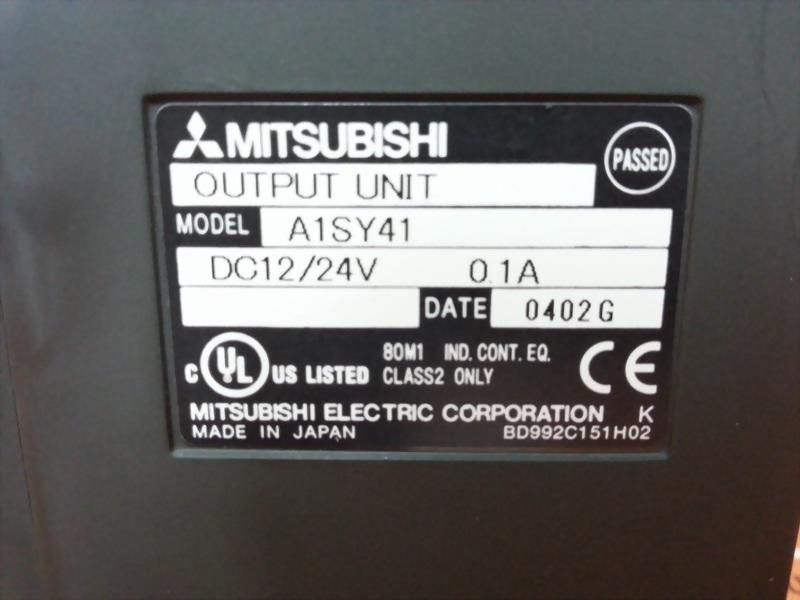 MITSUBISHI
PASSED
OUTPUT UNIT
MODEL A1SY41
DC12/24V 0.1A
DATE 0402G
C UL US LISTED 80M1 IND. CONT. EQ.
CLASS2 ONLY
CE
MITSUBISHI ELECTRIC CORPORATION K
MADE IN JAPAN BD992C151H02